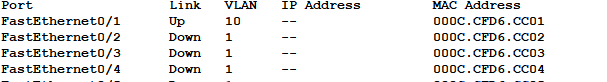 Port Link VLAN IP Address MAC Address
FastEthernet0/1 Up 10 -- 000C.CFD6.CC01
FastEthernet0/2 Down 1 -- 000C.CFD6.CC02
FastEthernet0/3 Down 1 -- 000C.CFD6.CC03
FastEthernet0/4 Down 1 -- 000C.CFD6.CC04